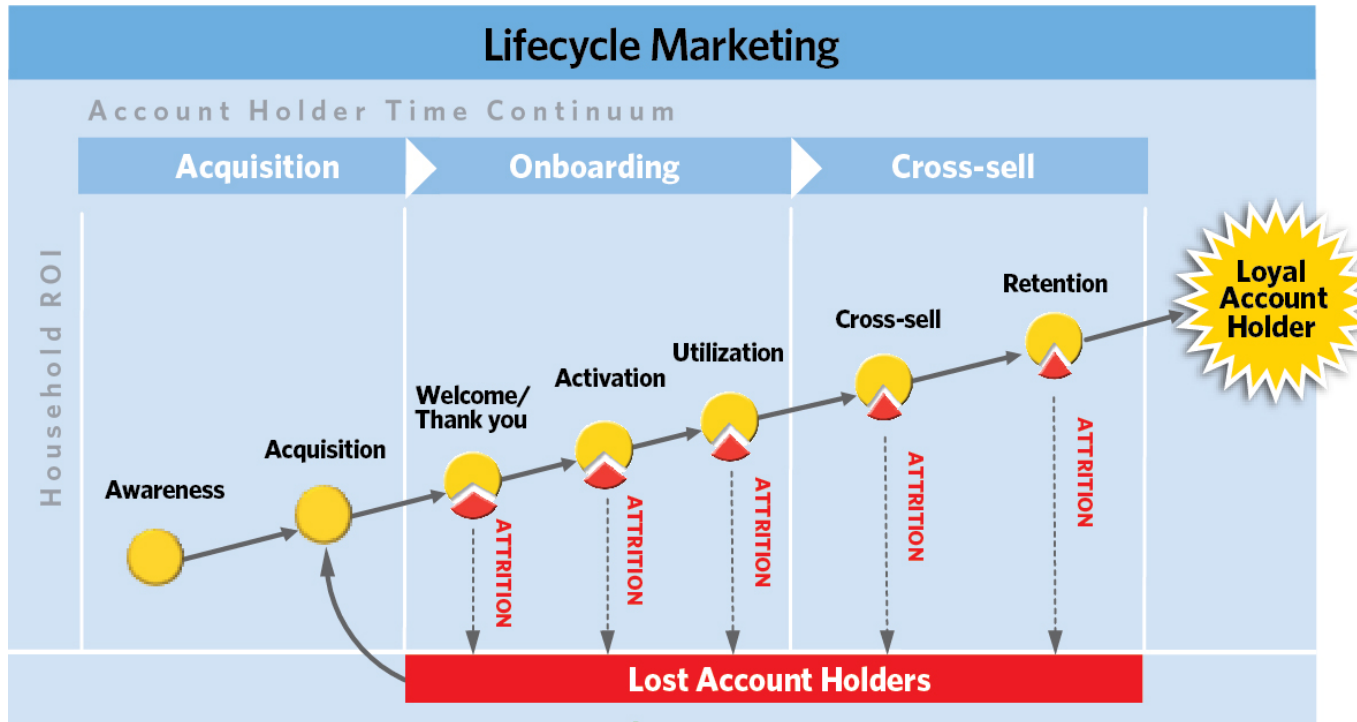 Lifecycle Marketing
Account Holder Time Continuum
Acquisition
Onboarding
Cross-sell
Household ROI
Awareness
Acquisition
Welcome/
Thank you
Activation
Utilization
Cross-sell
Retention
Loyal
Account
Holder
ATTRITION
ATTRITION
ATTRITION
ATTRITION
ATTRITION
Lost Account Holders